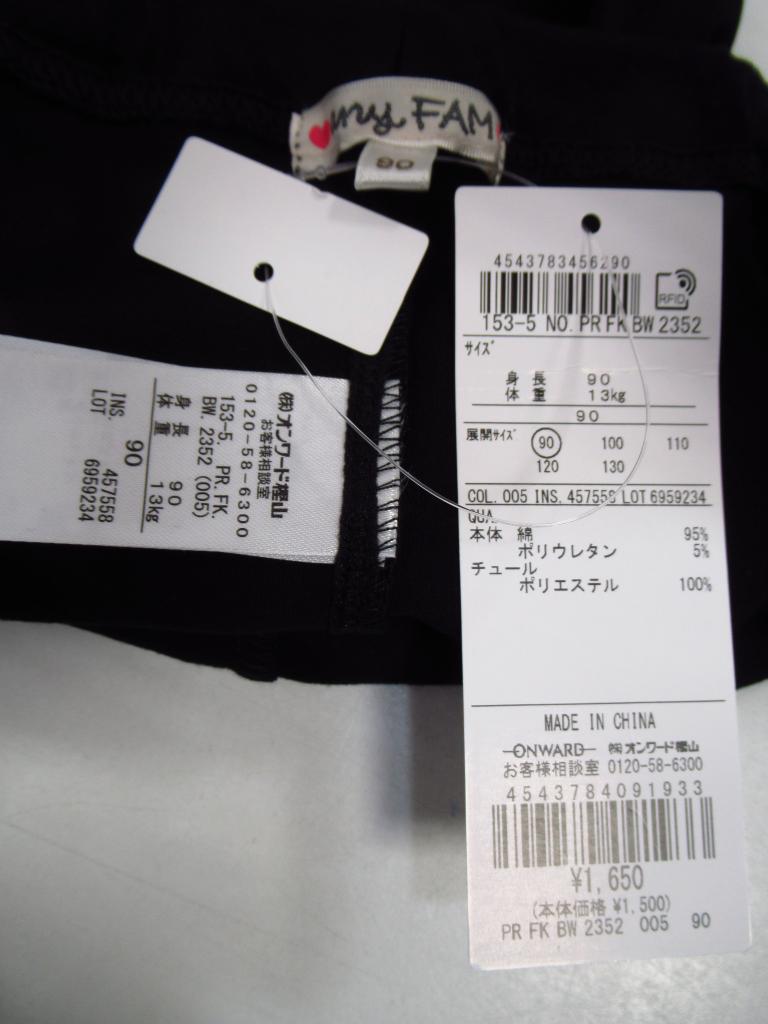 my FAM
90
4543783456290
RFID
153-5 NO. PR FK BW 2352
サイズ
身長 90
体重 13kg
90
展開サイズ 90 100 110
120 130
COL. 005 INS. 457558 LOT 6959234
QUA.
本体 綿 95%
ポリウレタン 5%
チュール
ポリエステル 100%
MADE IN CHINA
ONWARD ㈱オンワード樫山
お客様相談室 0120-58-6300
4543784091933
¥1,650
(本体価格 ¥1,500)
PR FK BW 2352 005 90
㈱オンワード樫山
お客様相談室
0120-58-6300
153-5. PR. FK.
BW. 2352 (005)
身長 90
体重 13kg
90
INS. 457558
LOT 6959234